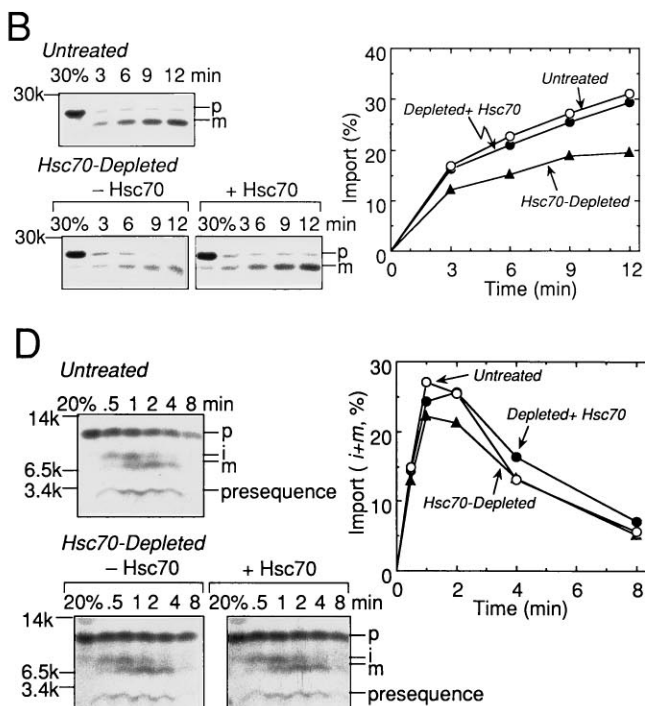 B
Untreated
30% 3 6 9 12 min
30k
p
m
Hsc70-Depleted
– Hsc70 + Hsc70
30% 3 6 9 12 30% 3 6 9 12
30k
p
m
40
30
20
10
0
Import (%)
Untreated
Depleted+ Hsc70
Hsc70-Depleted
0 3 6 9 12
Time (min)
D
Untreated
20% .5 1 2 4 8 min
14k
6.5k
3.4k
p
i
m
presequence
Hsc70-Depleted
– Hsc70 + Hsc70
20% .5 1 2 4 8 20% .5 1 2 4 8 min
14k
6.5k
3.4k
p
i
m
presequence
30
20
10
0
Import ( i+m, %)
Untreated
Depleted+ Hsc70
Hsc70-Depleted
0 2 4 6 8
Time (min)